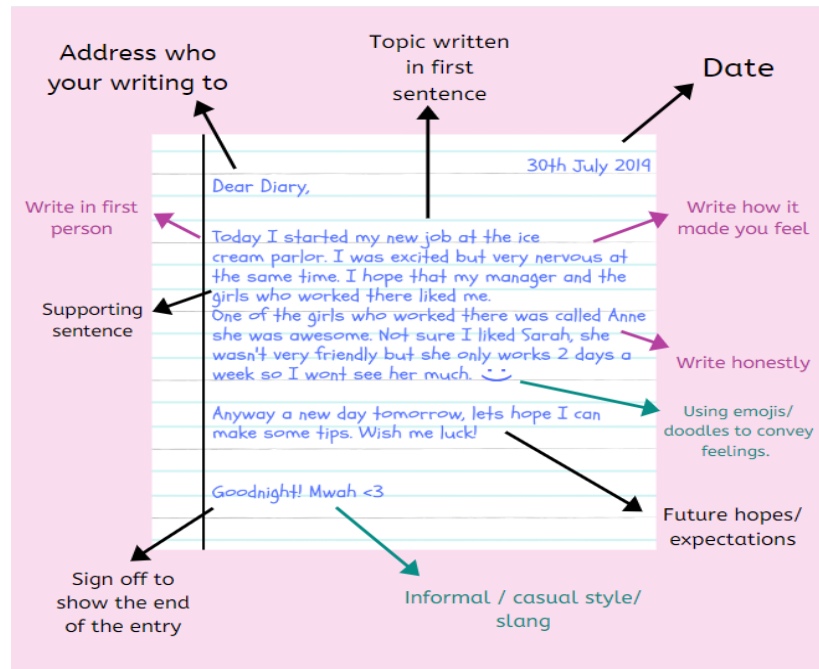 Address who
your writing to
Topic written
in first
sentence
Date
30th July 2019
Dear Diary,
Write in first
person
Write how it
made you feel
Today I started my new job at the ice
cream parlor. I was excited but very nervous at
the same time. I hope that my manager and the
girls who worked there liked me.
One of the girls who worked there was called Anne
she was awesome. Not sure I liked Sarah, she
wasn't very friendly but she only works 2 days a
week so I wont see her much.
Supporting
sentence
Write honestly
Using emojis/
doodles to convey
feelings.
Anyway a new day tomorrow, lets hope I can
make some tips. Wish me luck!
Goodnight! Mwah <3
Future hopes/
expectations
Sign off to
show the end
of the entry
Informal / casual style/
slang